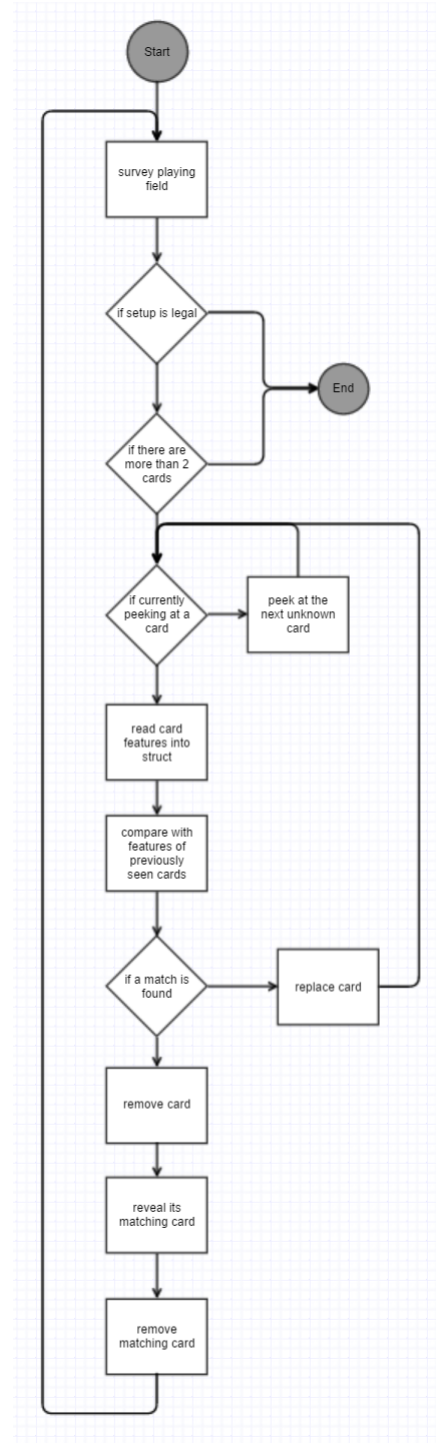 Start
survey playing
field
if setup is legal
End
if there are
more than 2
cards
if currently
peeking at a
card
peek at the
next unknown
card
read card
features into
struct
compare with
features of
previously
seen cards
if a match is
found
replace card
remove card
reveal its
matching card
remove
matching card